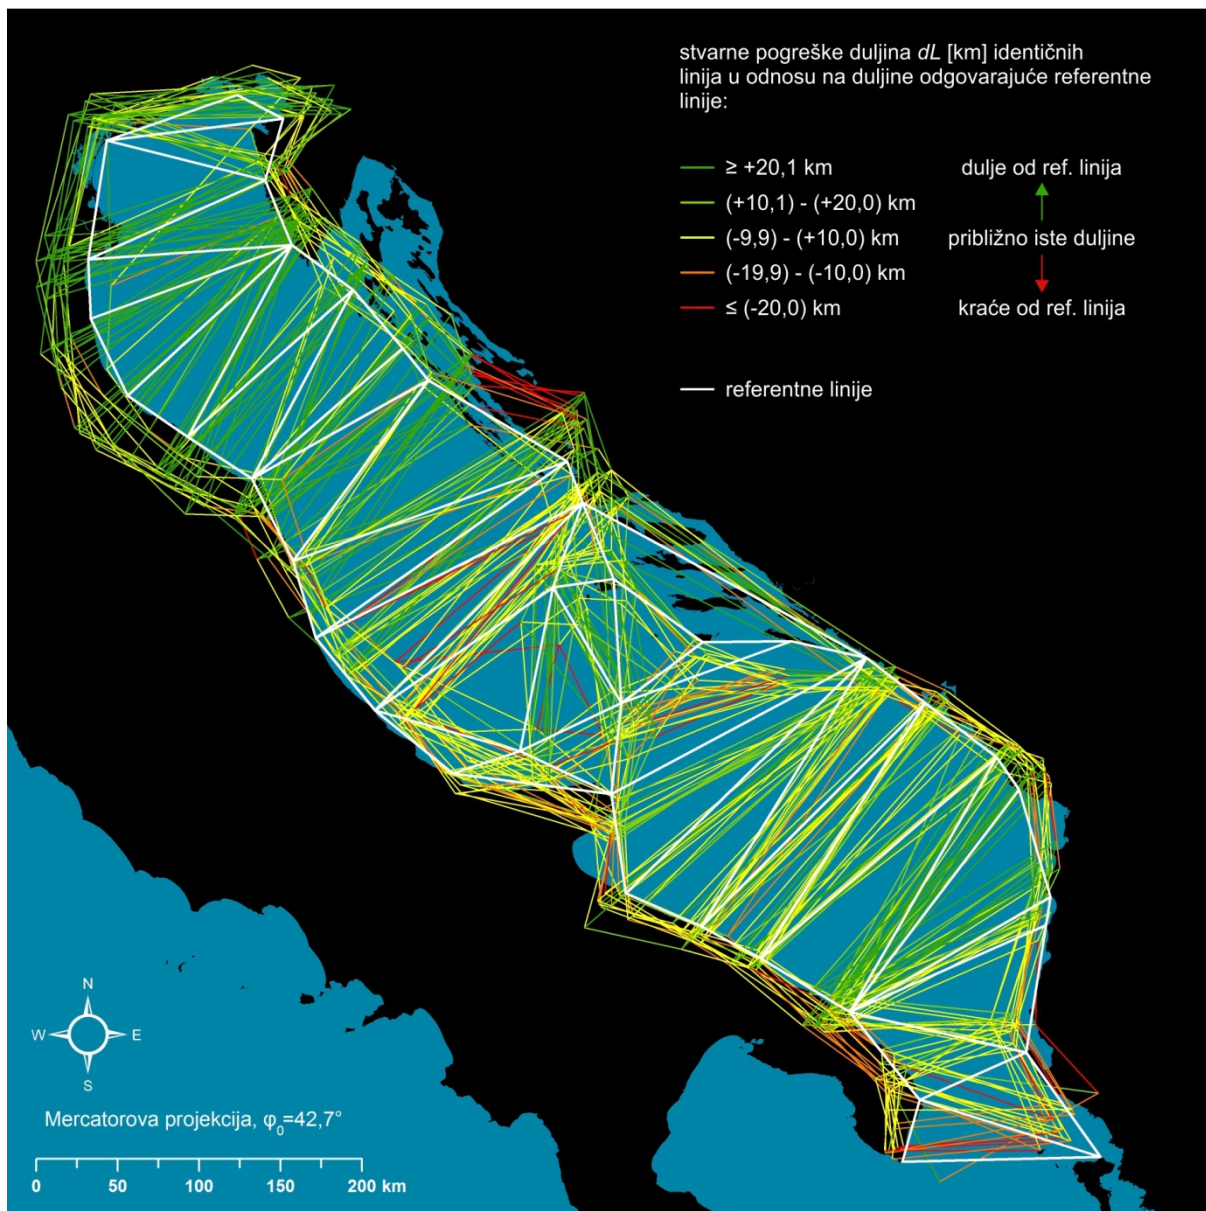 stvarne pogreške duljina dL [km] identičnih
linija u odnosu na duljine odgovarajuće referentne
linije:
≥ +20,1 km
dulje od ref. linija
(+10,1) - (+20,0) km
(-9,9) - (+10,0) km
približno iste duljine
(-19,9) - (-10,0) km
≤ (-20,0) km
kraće od ref. linija
referentne linije
N
W E
S
Mercatorova projekcija, φ₀=42,7°
0 50 100 150 200 km